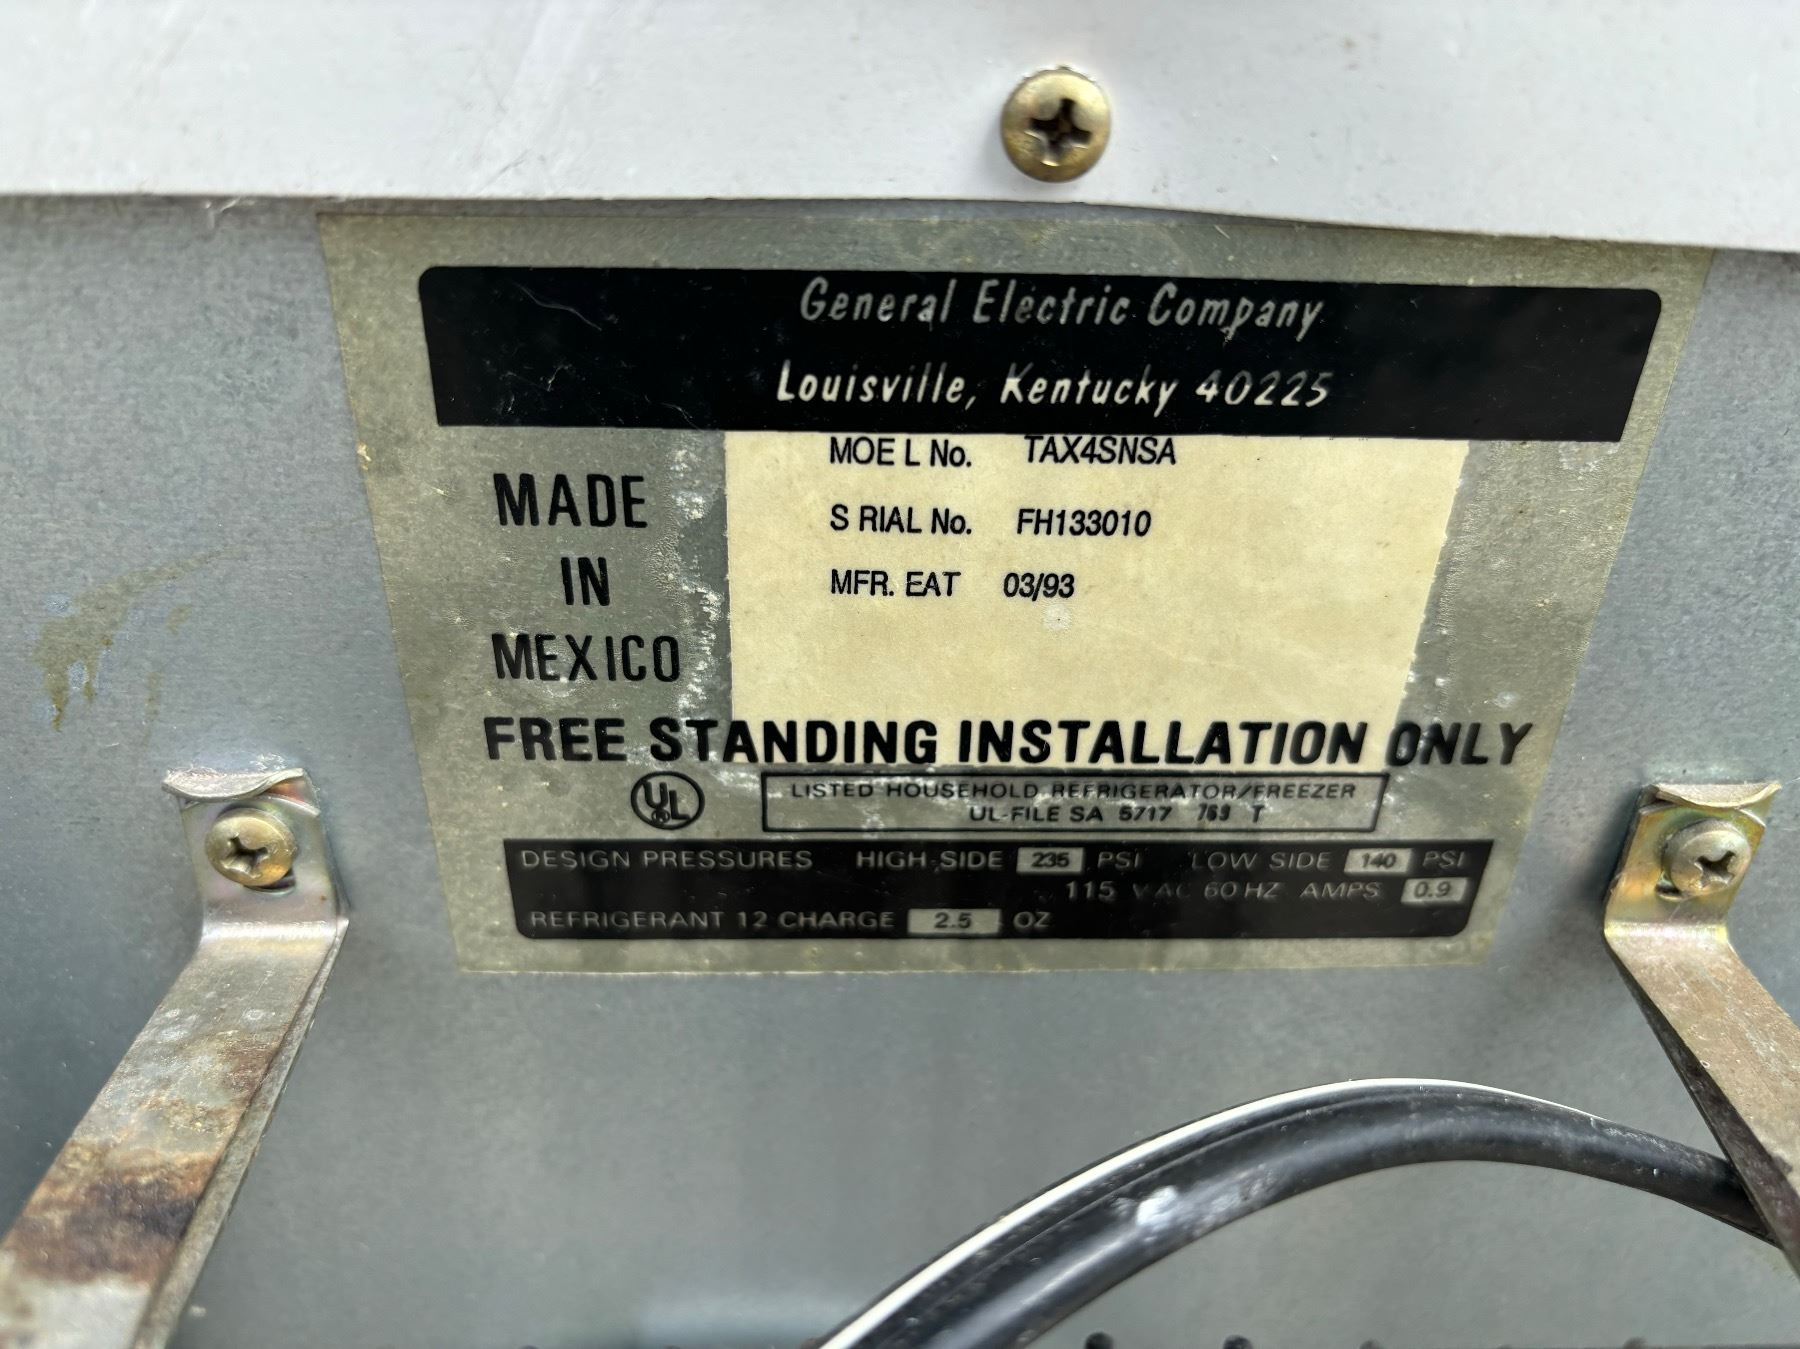 General Electric Company
Louisville, Kentucky 40225
MOE L No. TAX4SNSA
S RIAL No. FH133010
MFR. EAT 03/93
MADE
IN
MEXICO
FREE STANDING INSTALLATION ONLY
UL
LISTED HOUSEHOLD REFRIGERATOR/FREEZER
UL-FILE SA 5717 769 T
DESIGN PRESSURES HIGH-SIDE 235 PSI LOW SIDE 140 PSI
115 VAC 60 HZ AMPS 0.9
REFRIGERANT 12 CHARGE 2.5 OZ